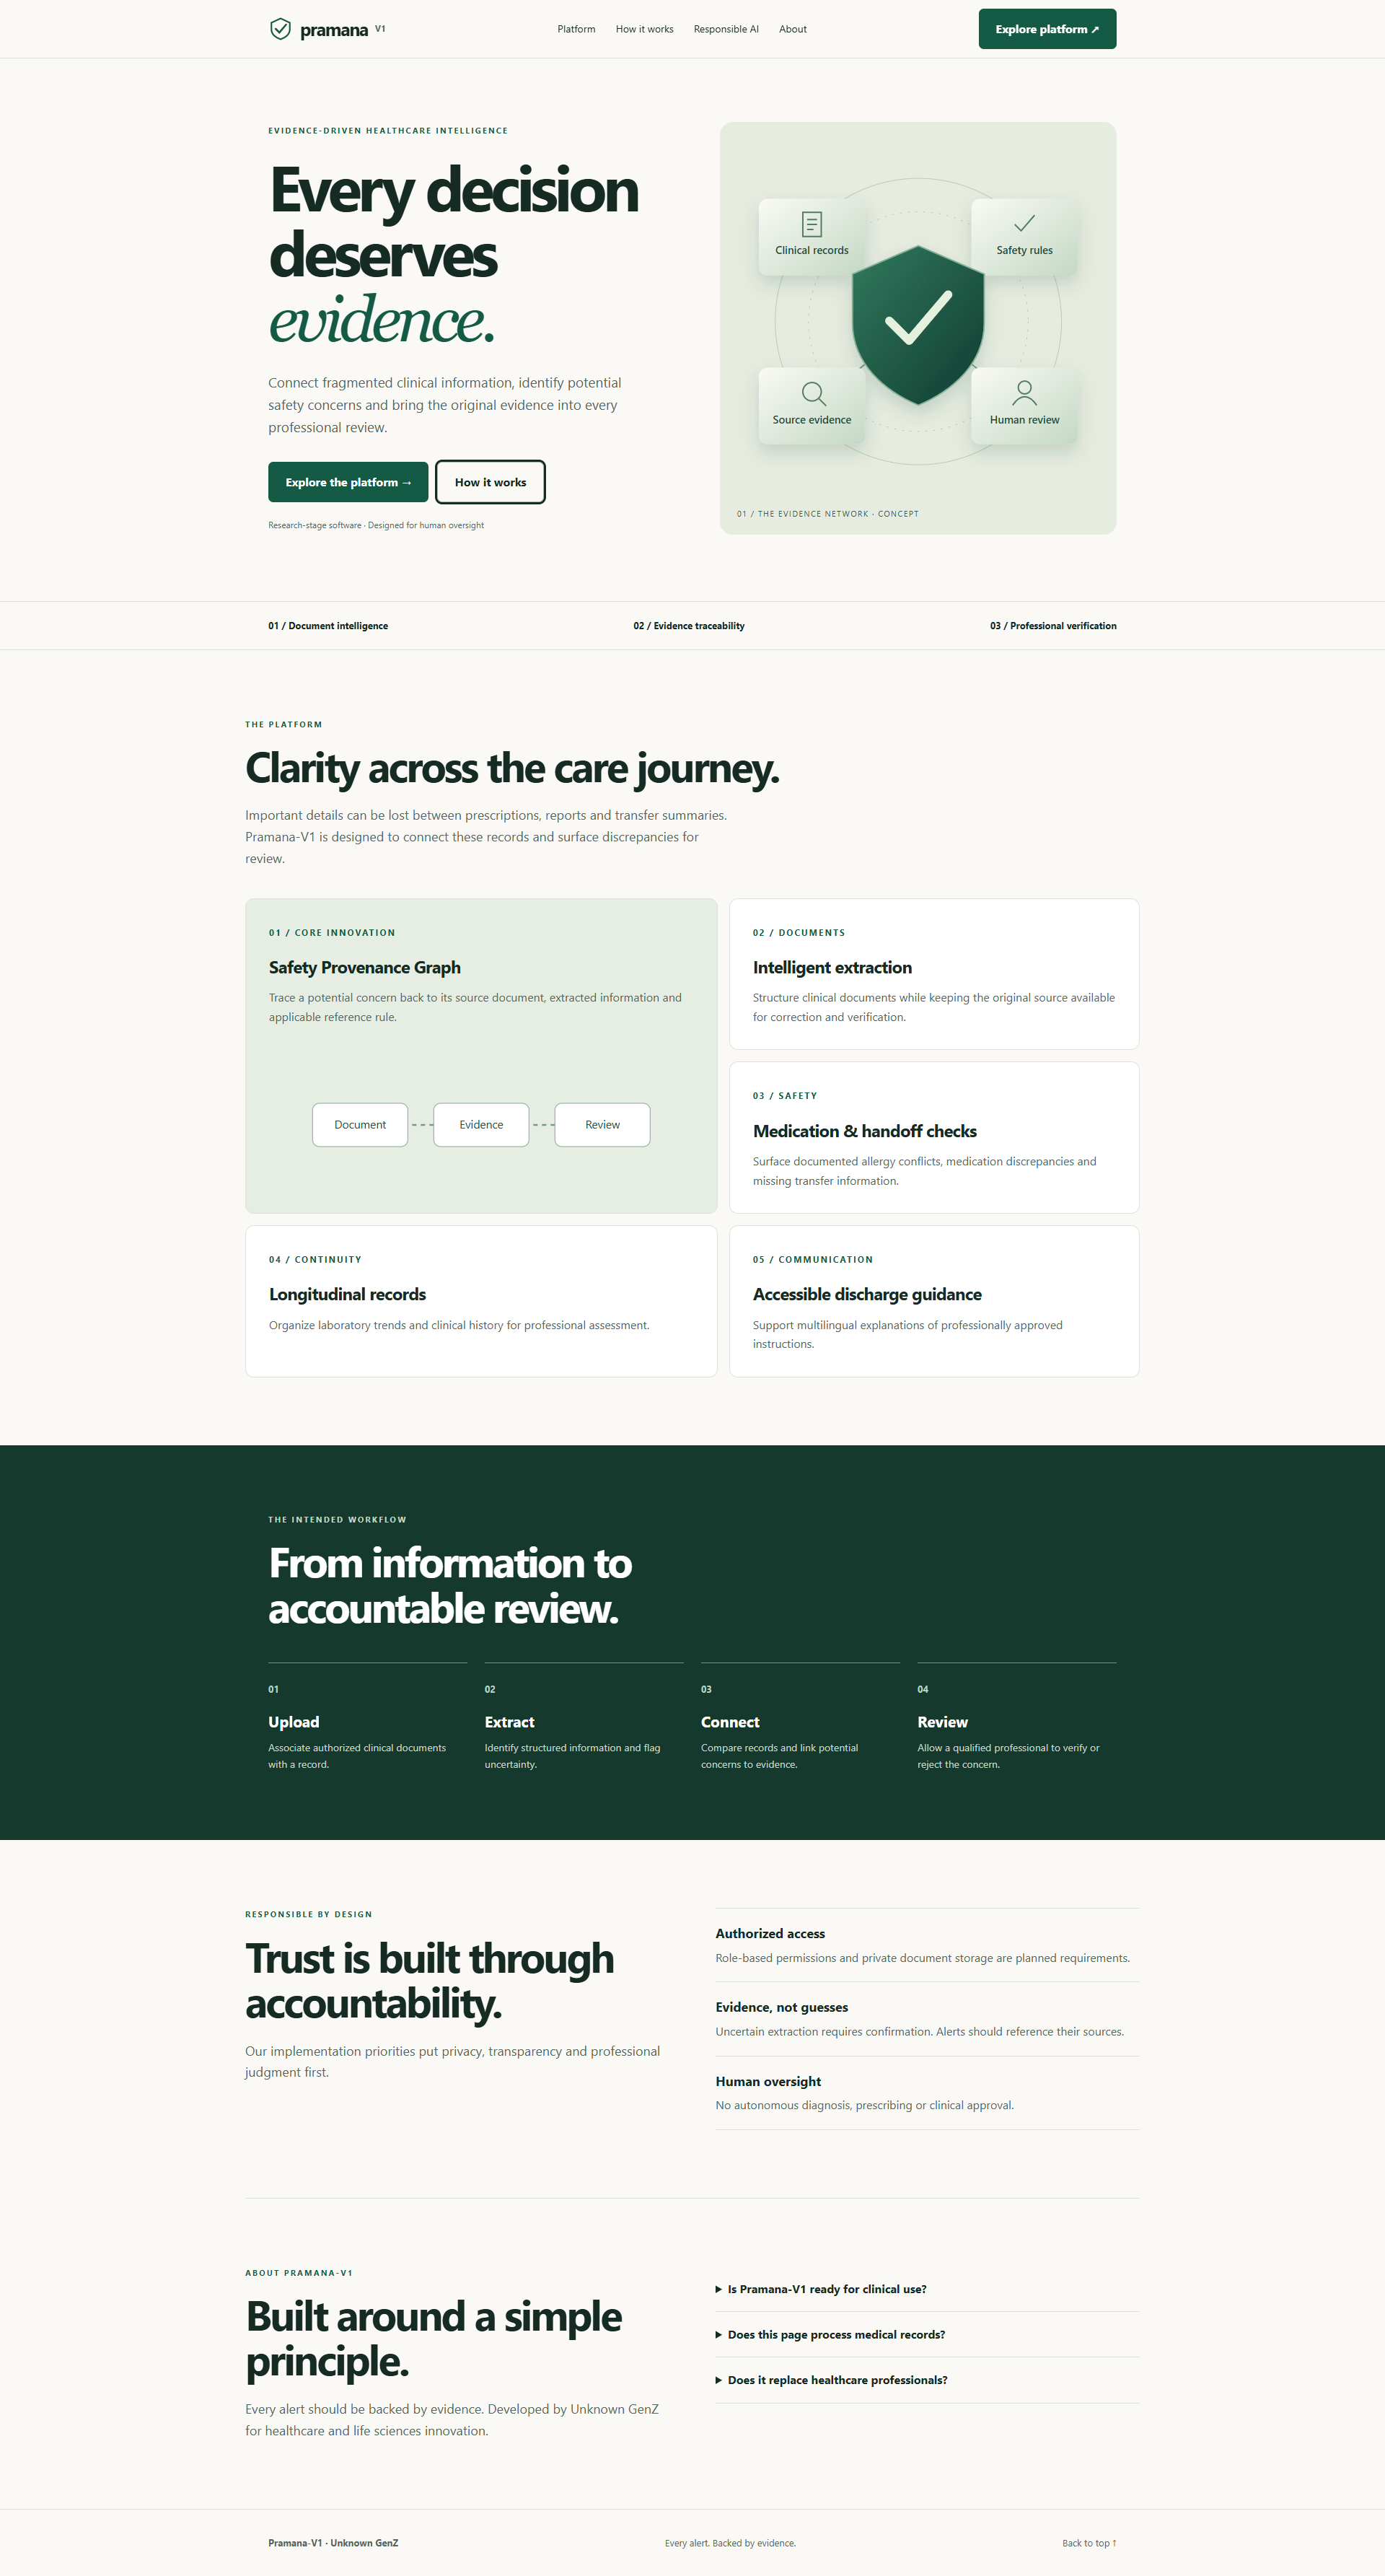 pramana V1
Platform
How it works
Responsible AI
About
Explore platform ↗
EVIDENCE-DRIVEN HEALTHCARE INTELLIGENCE
Every decision
deserves
evidence.
Connect fragmented clinical information, identify potential
safety concerns and bring the original evidence into every
professional review.
Explore the platform →
How it works
Research-stage software · Designed for human oversight
Clinical records
Safety rules
Source evidence
Human review
01 / THE EVIDENCE NETWORK · CONCEPT
01 / Document intelligence
02 / Evidence traceability
03 / Professional verification
THE PLATFORM
Clarity across the care journey.
Important details can be lost between prescriptions, reports and transfer summaries.
Pramana-V1 is designed to connect these records and surface discrepancies for
review.
01 / CORE INNOVATION
Safety Provenance Graph
Trace a potential concern back to its source document, extracted information and
applicable reference rule.
Document
Evidence
Review
02 / DOCUMENTS
Intelligent extraction
Structure clinical documents while keeping the original source available
for correction and verification.
03 / SAFETY
Medication & handoff checks
Surface documented allergy conflicts, medication discrepancies and
missing transfer information.
04 / CONTINUITY
Longitudinal records
Organize laboratory trends and clinical history for professional assessment.
05 / COMMUNICATION
Accessible discharge guidance
Support multilingual explanations of professionally approved
instructions.
THE INTENDED WORKFLOW
From information to
accountable review.
01
Upload
Associate authorized clinical documents
with a record.
02
Extract
Identify structured information and flag
uncertainty.
03
Connect
Compare records and link potential
concerns to evidence.
04
Review
Allow a qualified professional to verify or
reject the concern.
RESPONSIBLE BY DESIGN
Trust is built through
accountability.
Our implementation priorities put privacy, transparency and professional
judgment first.
Authorized access
Role-based permissions and private document storage are planned requirements.
Evidence, not guesses
Uncertain extraction requires confirmation. Alerts should reference their sources.
Human oversight
No autonomous diagnosis, prescribing or clinical approval.
ABOUT PRAMANA-V1
Built around a simple
principle.
Every alert should be backed by evidence. Developed by Unknown GenZ
for healthcare and life sciences innovation.
▶ Is Pramana-V1 ready for clinical use?
▶ Does this page process medical records?
▶ Does it replace healthcare professionals?
Pramana-V1 · Unknown GenZ
Every alert. Backed by evidence.
Back to top ↑